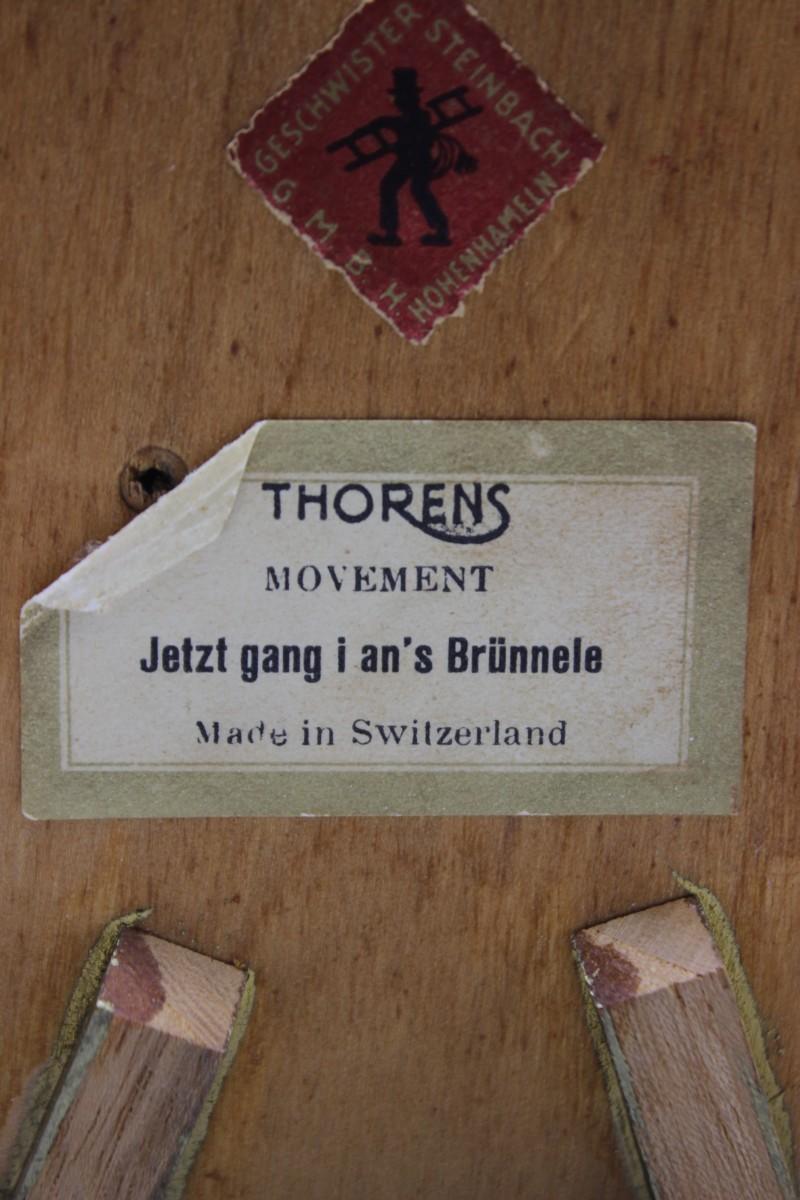 GESCHWISTER STEINBACH
G. M. B. H. HOHENHAMELN
THORENS
MOVEMENT
Jetzt gang i an's Brünnele
Made in Switzerland